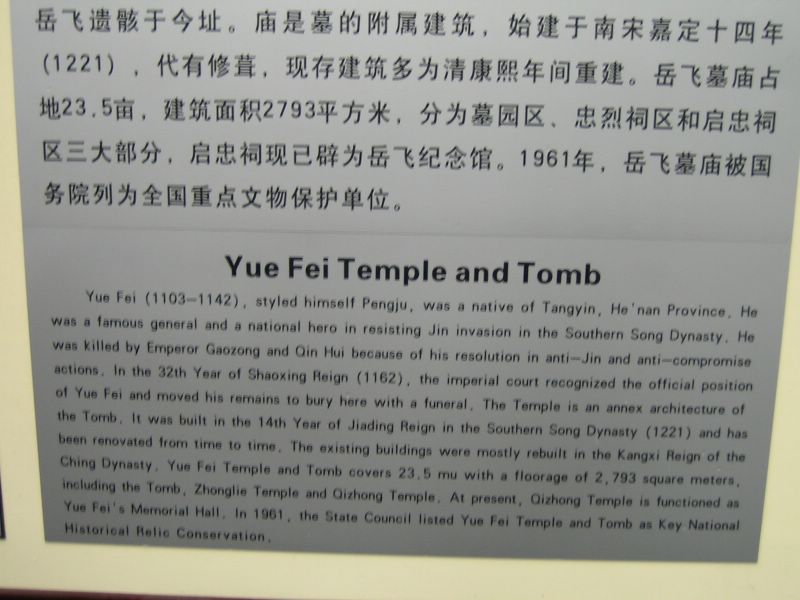 岳飞遗骸于今址。庙是墓的附属建筑，始建于南宋嘉定十四年
(1221)，代有修葺，现存建筑多为清康熙年间重建。岳飞墓庙占
地23.5亩，建筑面积2793平方米，分为墓园区、忠烈祠区和启忠祠
区三大部分，启忠祠现已辟为岳飞纪念馆。1961年，岳飞墓庙被国
务院列为全国重点文物保护单位。
Yue Fei Temple and Tomb
Yue Fei (1103—1142), styled himself Pengju, was a native of Tangyin, He'nan Province. He
was a famous general and a national hero in resisting Jin invasion in the Southern Song Dynasty. He
was killed by Emperor Gaozong and Qin Hui because of his resolution in anti—Jin and anti—compromise
actions. In the 32th Year of Shaoxing Reign (1162), the imperial court recognized the official position
of Yue Fei and moved his remains to bury here with a funeral. The Temple is an annex architecture of
the Tomb. It was built in the 14th Year of Jiading Reign in the Southern Song Dynasty (1221) and has
been renovated from time to time. The existing buildings were mostly rebuilt in the Kangxi Reign of the
Ching Dynasty. Yue Fei Temple and Tomb covers 23.5 mu with a floorage of 2,793 square meters,
including the Tomb, Zhonglie Temple and Qizhong Temple. At present, Qizhong Temple is functioned as
Yue Fei's Memorial Hall. In 1961, the State Council listed Yue Fei Temple and Tomb as Key National
Historical Relic Conservation.